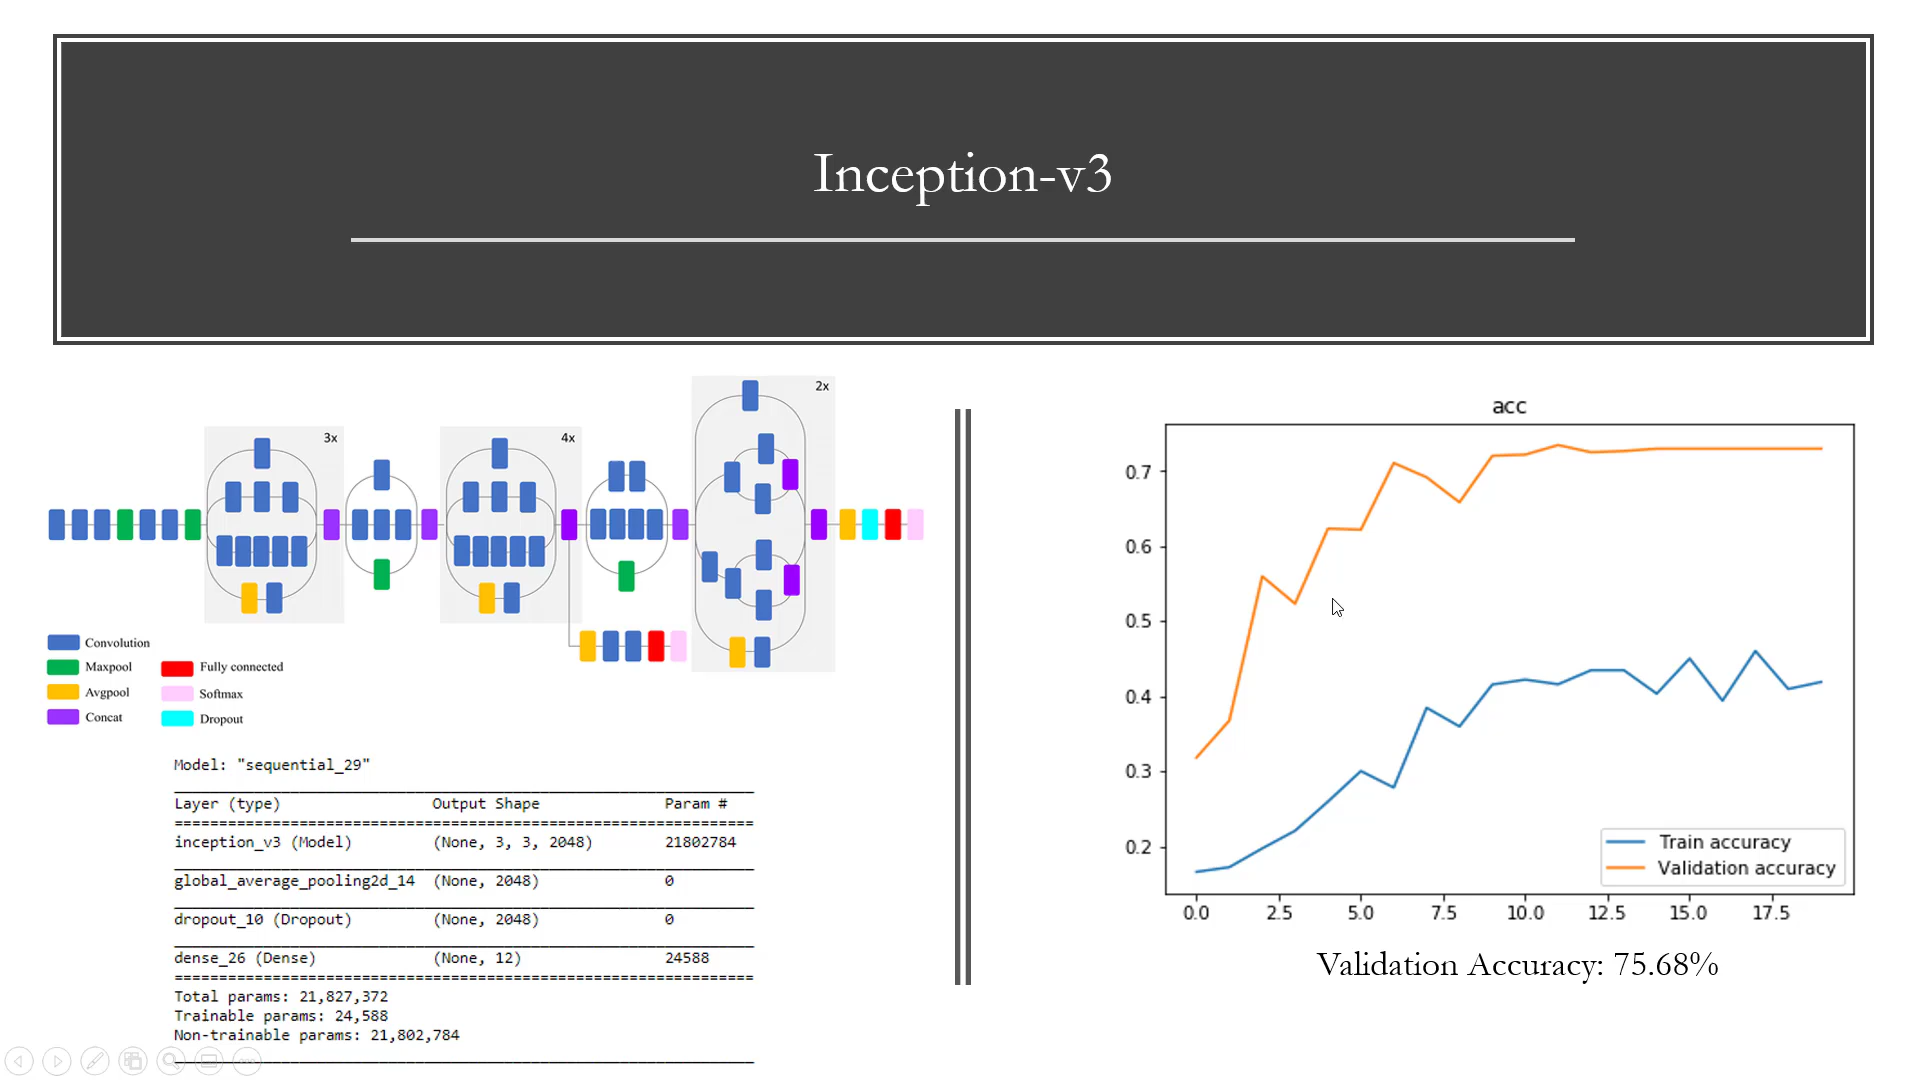 Inception-v3
3x
4x
2x
Convolution
Maxpool
Avgpool
Concat
Fully connected
Softmax
Dropout
Model: "sequential_29"
Layer (type) Output Shape Param #
inception_v3 (Model) (None, 3, 3, 2048) 21802784
global_average_pooling2d_14 (None, 2048) 0
dropout_10 (Dropout) (None, 2048) 0
dense_26 (Dense) (None, 12) 24588
Total params: 21,827,372
Trainable params: 24,588
Non-trainable params: 21,802,784
acc
0.7
0.6
0.5
0.4
0.3
0.2
0.0 2.5 5.0 7.5 10.0 12.5 15.0 17.5
Train accuracy
Validation accuracy
Validation Accuracy: 75.68%